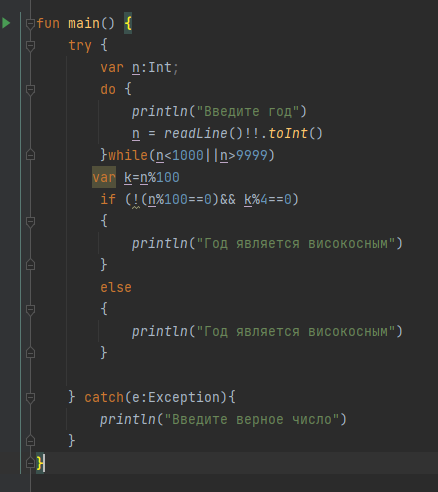 fun main() {
    try {
        var n:Int;
        do {
            println("Введите год")
            n = readLine()!!.toInt()
        }while(n<1000||n>9999)
       var k=n%100
        if (!(n%100==0)&& k%4==0)
        {
            println("Год является високосным")
        }
        else
        {
            println("Год является високосным")
        }
    } catch(e:Exception){
        println("Введите верное число")
    }
}